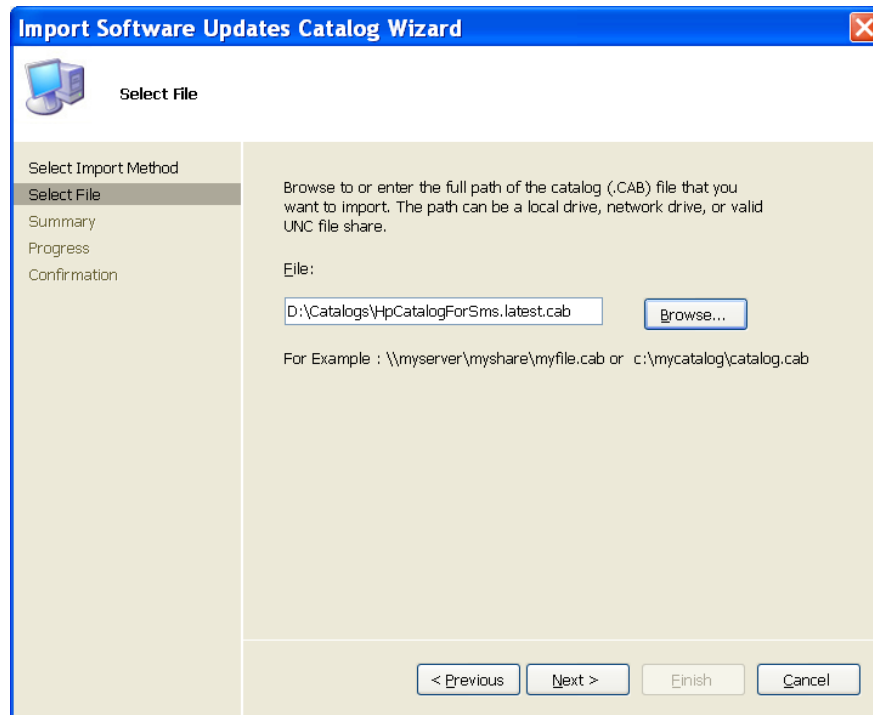 Import Software Updates Catalog Wizard
Select File
Select Import Method
Select File
Summary
Progress
Confirmation
Browse to or enter the full path of the catalog (.CAB) file that you
want to import. The path can be a local drive, network drive, or valid
UNC file share.
File:
D:\Catalogs\HpCatalogForSms.latest.cab
Browse...
For Example : \\myserver\myshare\myfile.cab or c:\mycatalog\catalog.cab
< Previous
Next >
Finish
Cancel